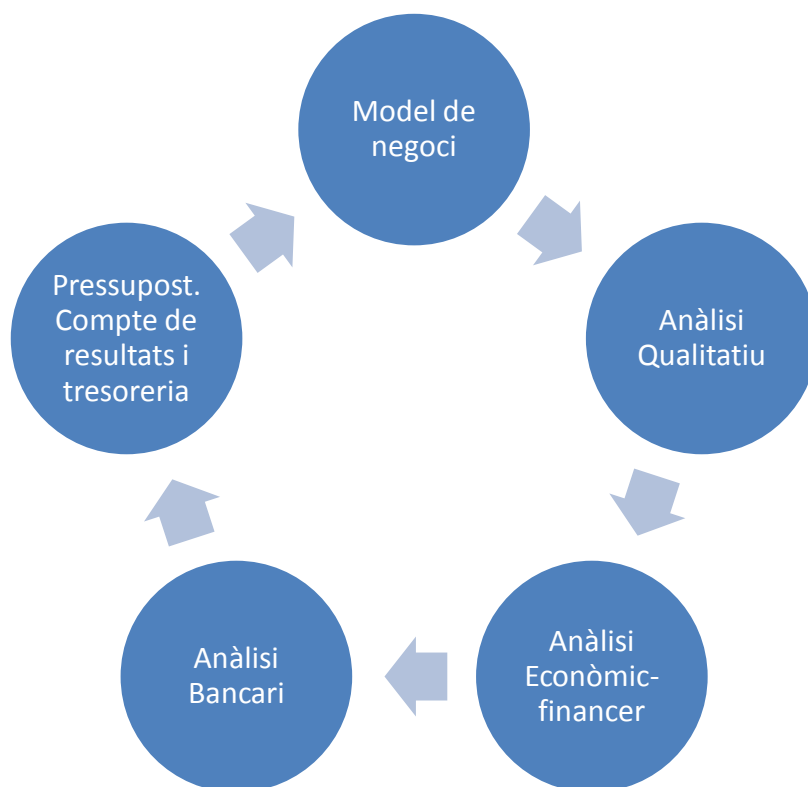 Model de
negoci
Anàlisi
Qualitatiu
Anàlisi
Econòmic-
financer
Anàlisi
Bancari
Pressupost.
Compte de
resultats i
tresoreria